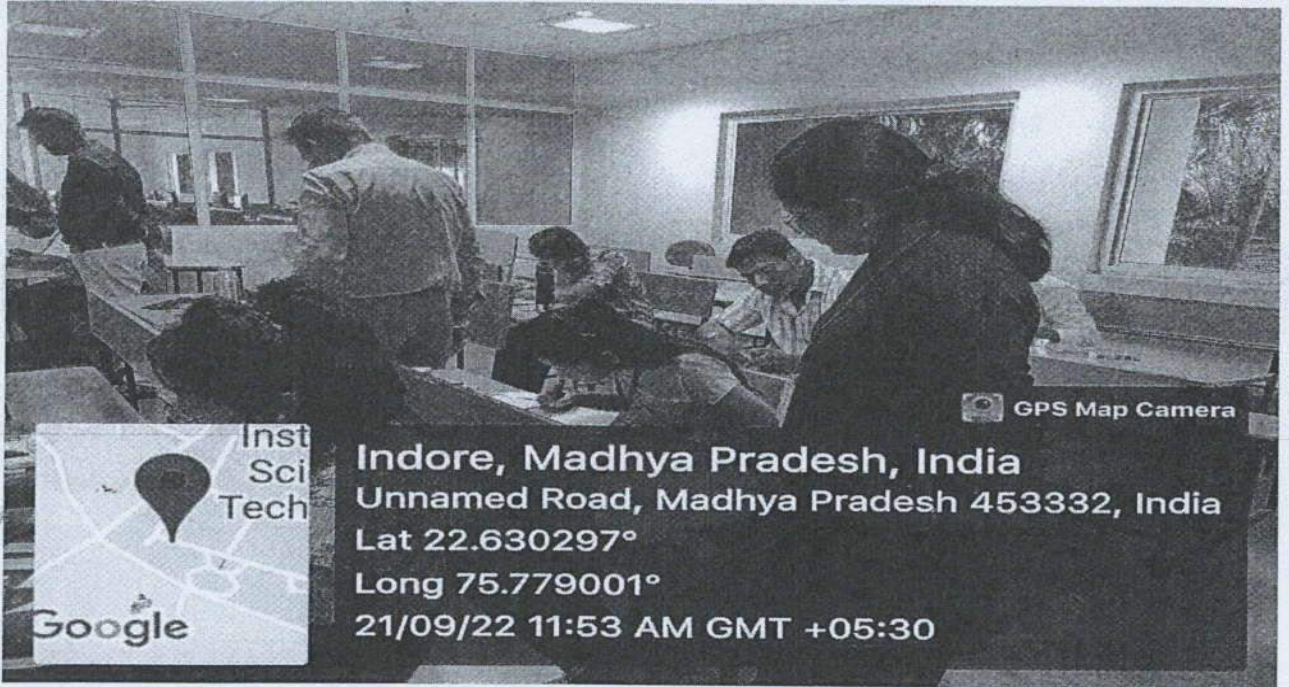 GPS Map Camera
Inst
Sci
Tech
Google
Indore, Madhya Pradesh, India
Unnamed Road, Madhya Pradesh 453332, India
Lat 22.630297°
Long 75.779001°
21/09/22 11:53 AM GMT +05:30